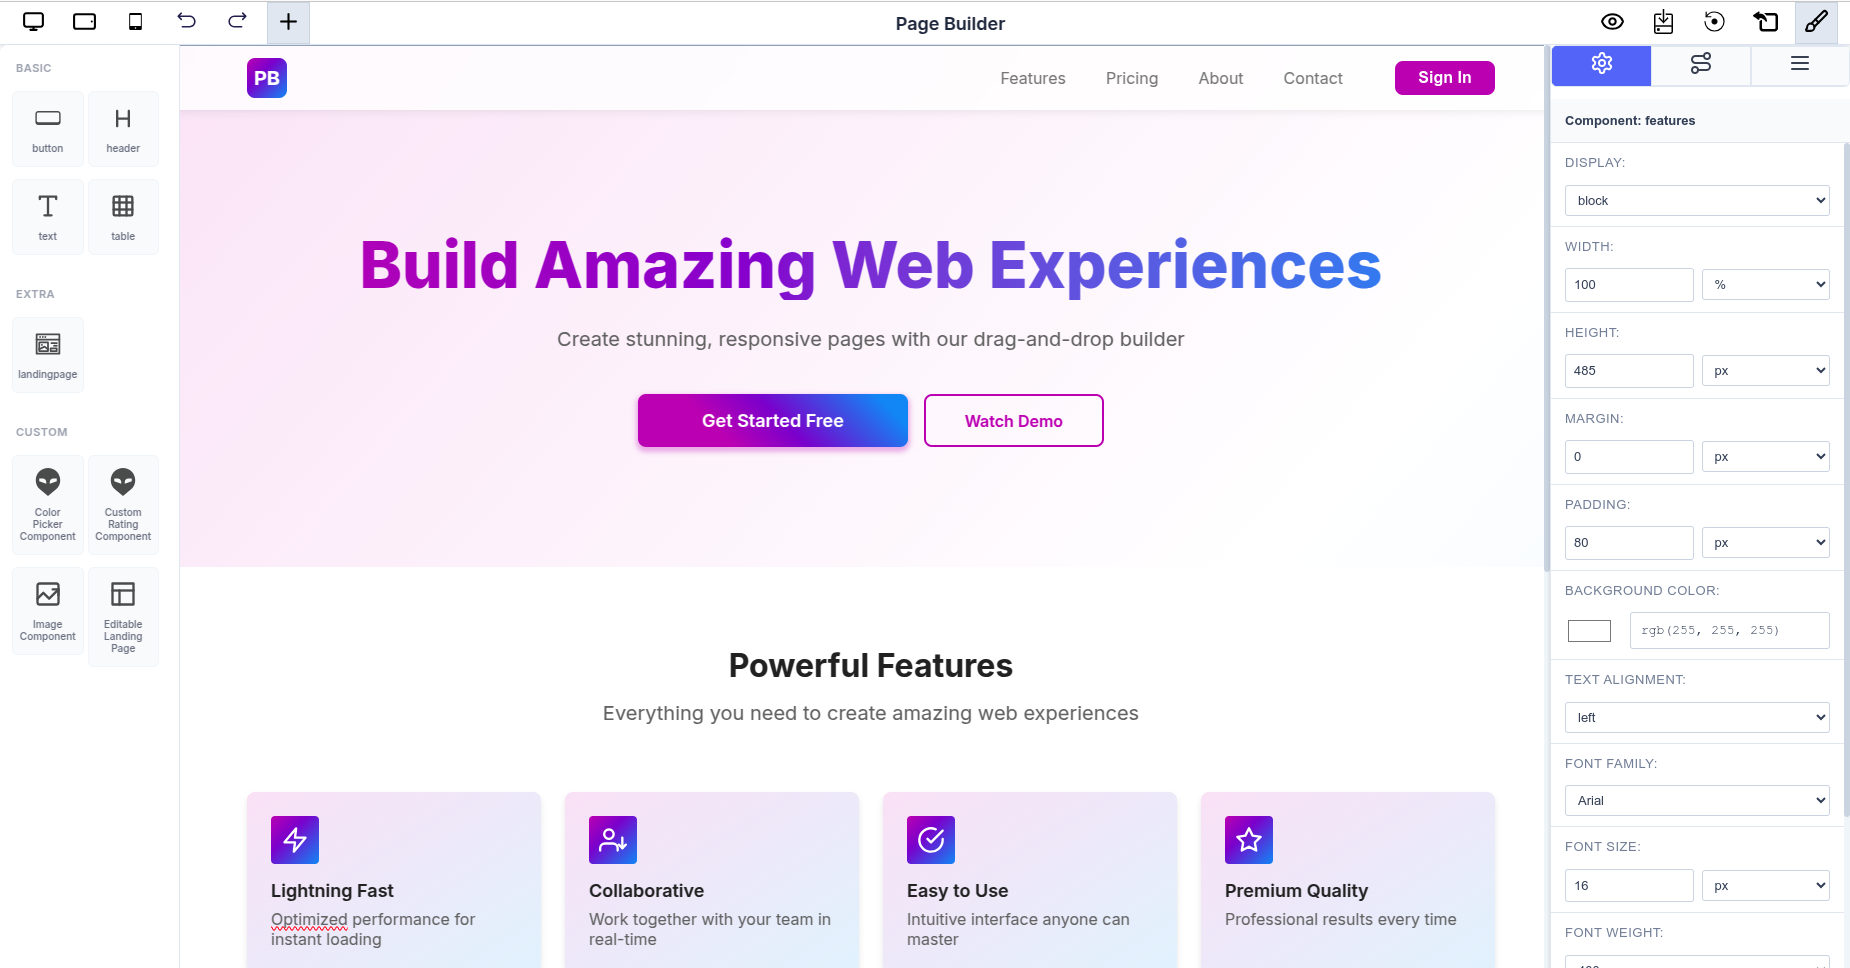 Page Builder
BASIC
button
header
text
table
EXTRA
landingpage
CUSTOM
Color
Picker
Component
Custom
Rating
Component
Image
Component
Editable
Landing
Page
PB
Features
Pricing
About
Contact
Sign In
Build Amazing Web Experiences
Create stunning, responsive pages with our drag-and-drop builder
Get Started Free
Watch Demo
Powerful Features
Everything you need to create amazing web experiences
Lightning Fast
Optimized performance for
instant loading
Collaborative
Work together with your team in
real-time
Easy to Use
Intuitive interface anyone can
master
Premium Quality
Professional results every time
Component: features
DISPLAY:
block
WIDTH:
100
%
HEIGHT:
485
px
MARGIN:
0
px
PADDING:
80
px
BACKGROUND COLOR:
rgb(255, 255, 255)
TEXT ALIGNMENT:
left
FONT FAMILY:
Arial
FONT SIZE:
16
px
FONT WEIGHT: